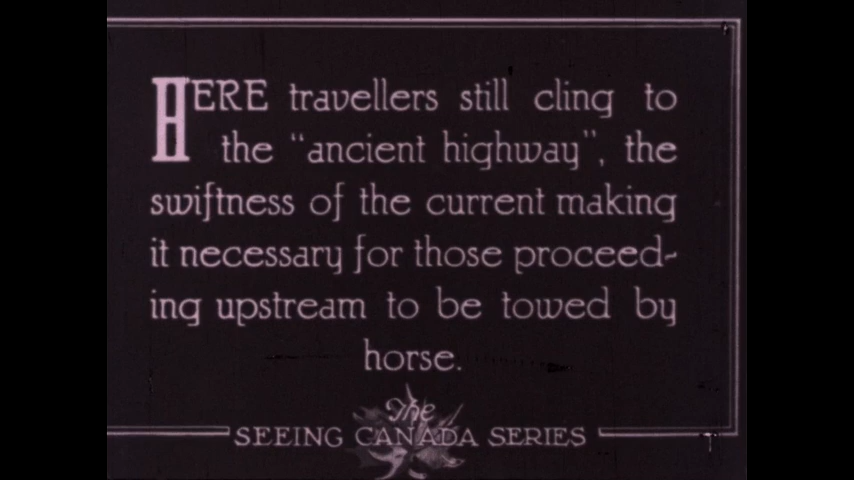 HERE travellers still cling to
the "ancient highway", the
swiftness of the current making
it necessary for those proceed-
ing upstream to be towed by
horse.
The
SEEING CANADA SERIES